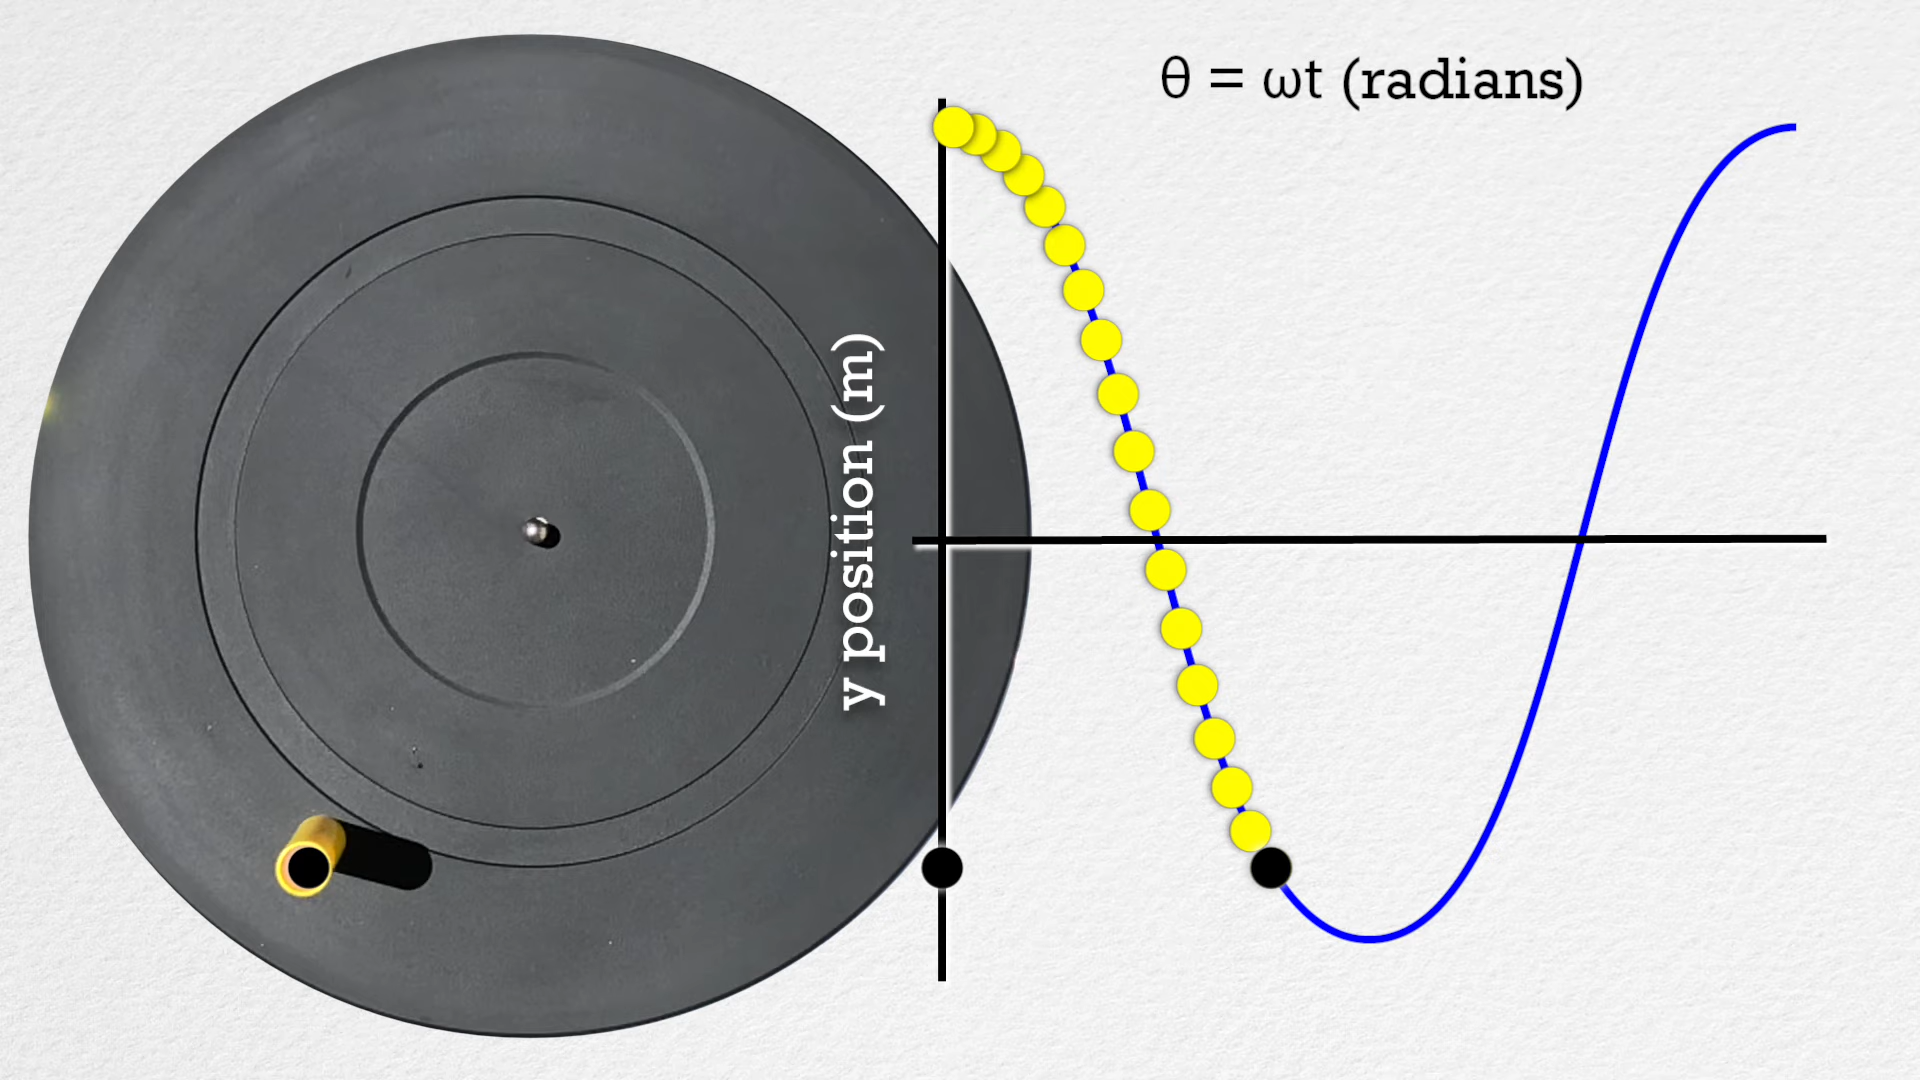 θ = ωt (radians)
y position (m)